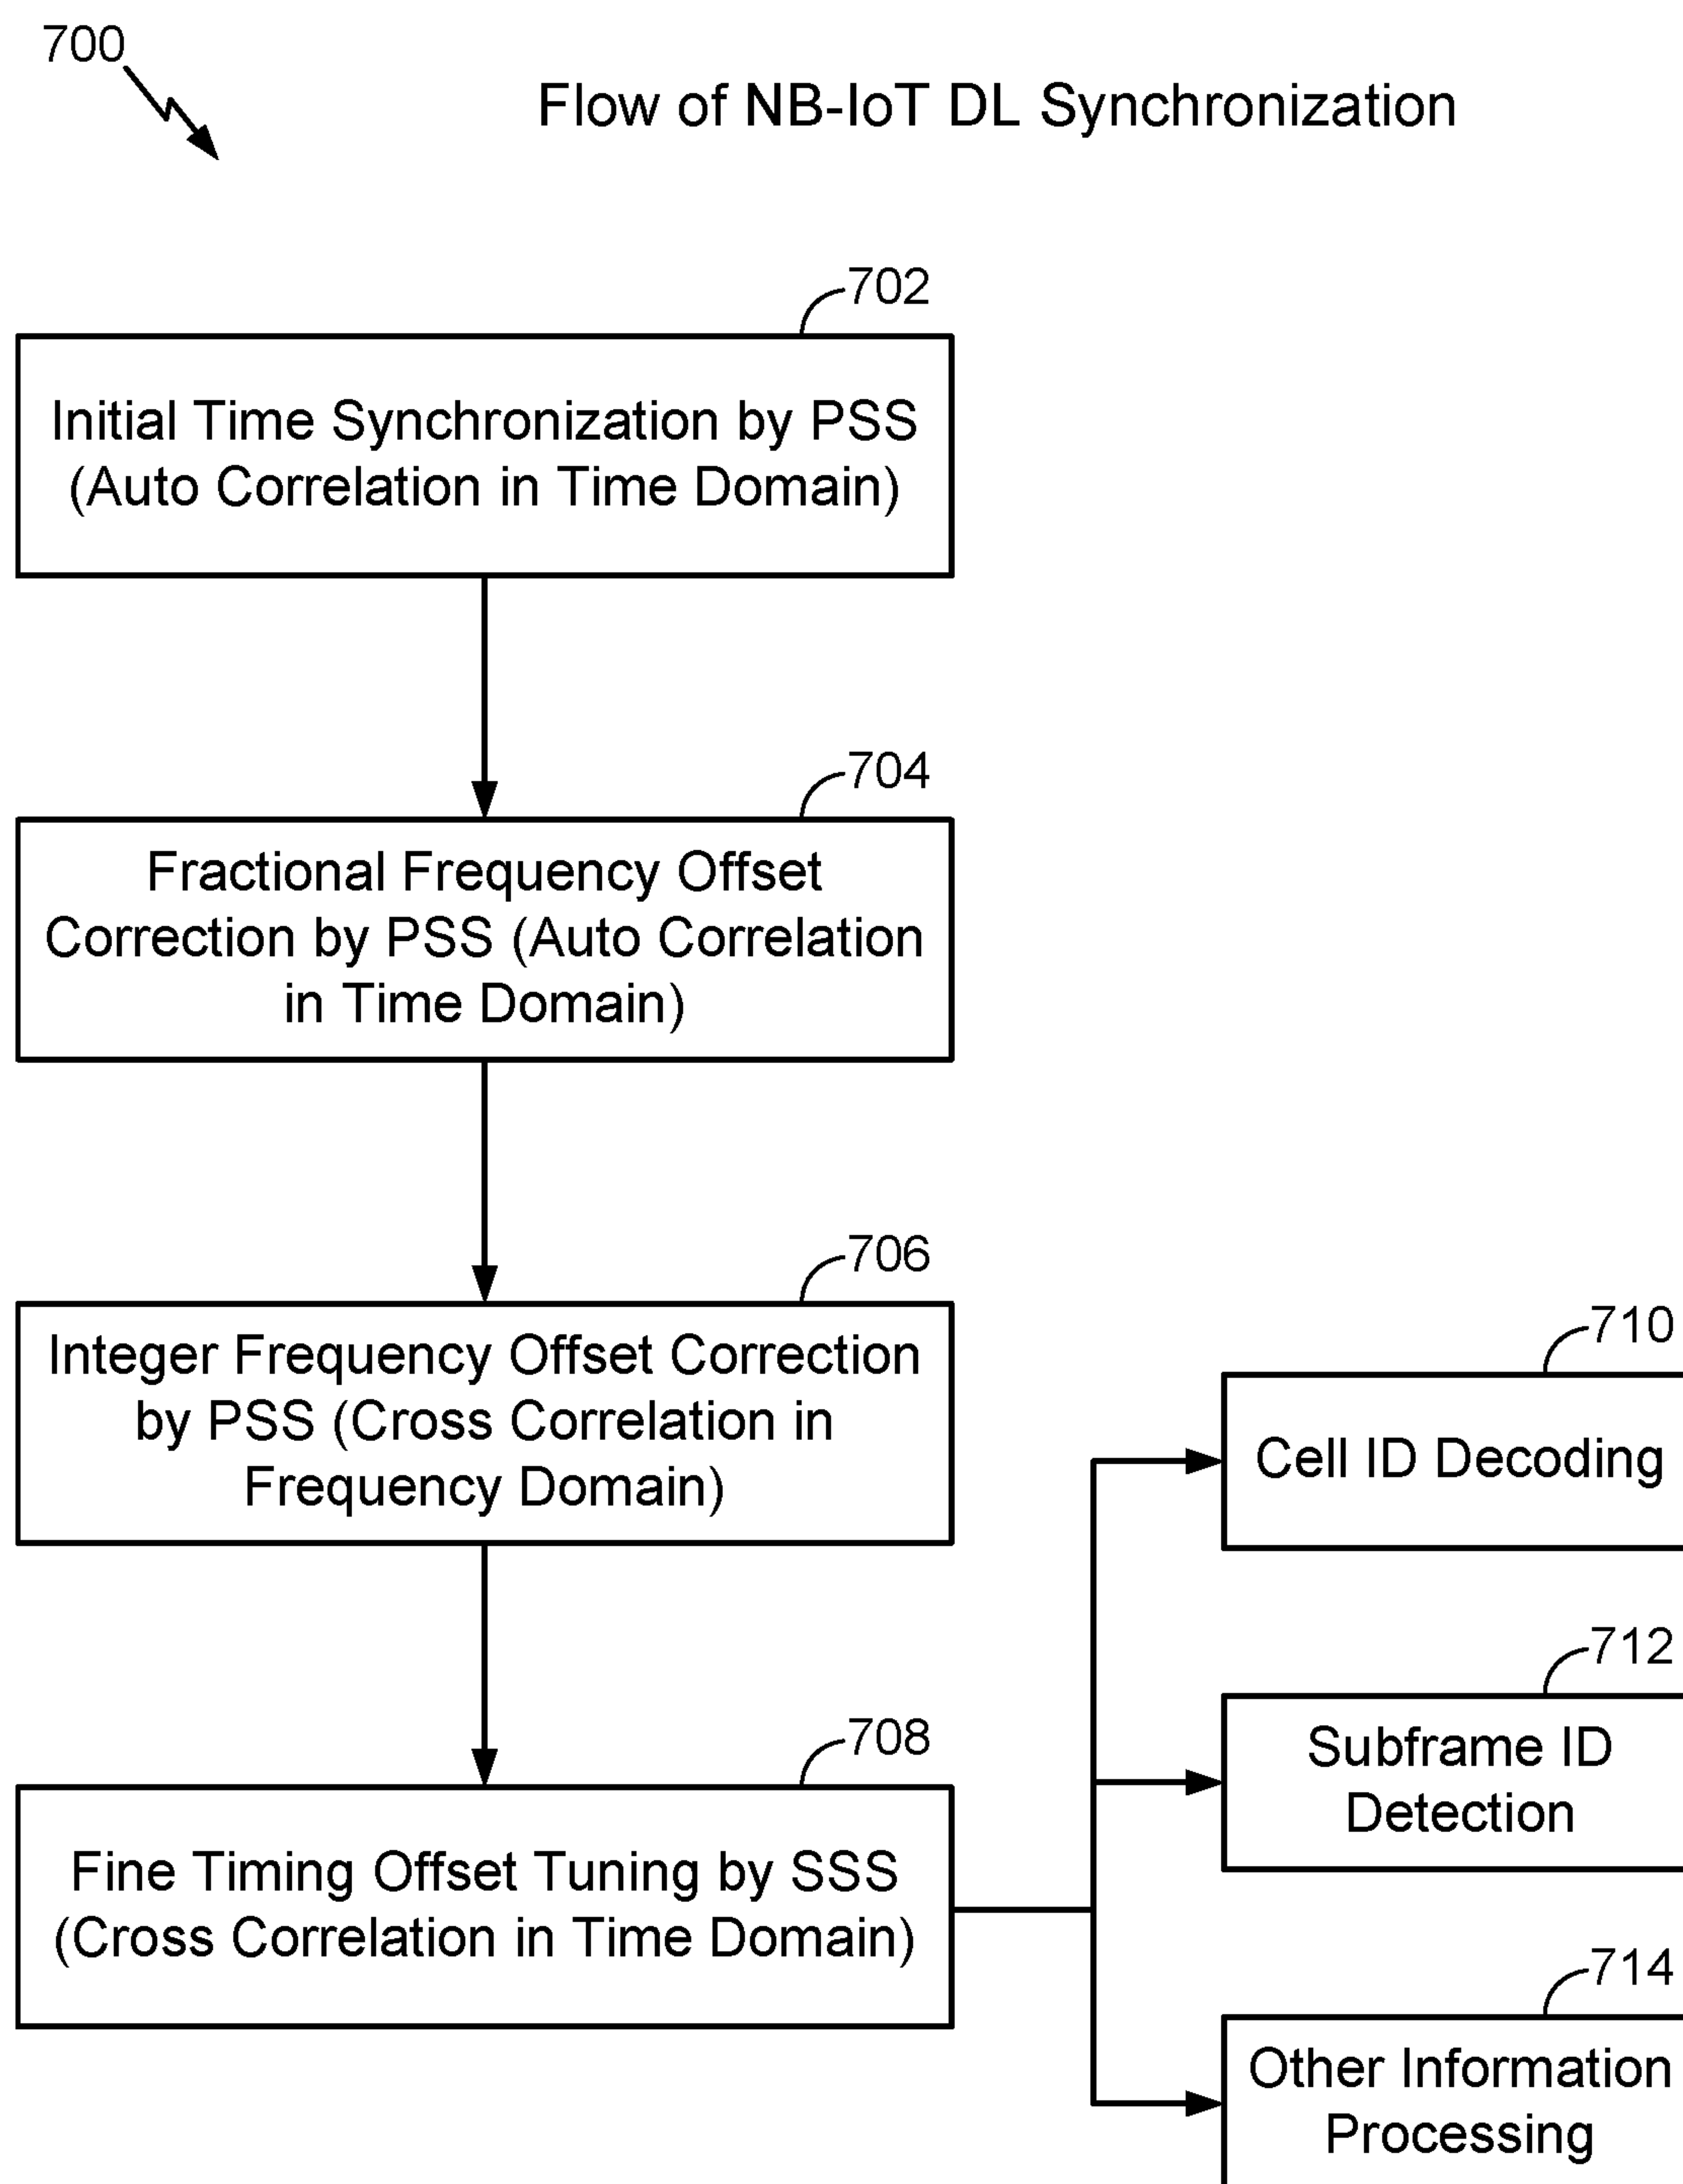 700
Flow of NB-IoT DL Synchronization
702
Initial Time Synchronization by PSS
(Auto Correlation in Time Domain)
704
Fractional Frequency Offset
Correction by PSS (Auto Correlation
in Time Domain)
706
Integer Frequency Offset Correction
by PSS (Cross Correlation in
Frequency Domain)
708
Fine Timing Offset Tuning by SSS
(Cross Correlation in Time Domain)
710
Cell ID Decoding
712
Subframe ID
Detection
714
Other Information
Processing